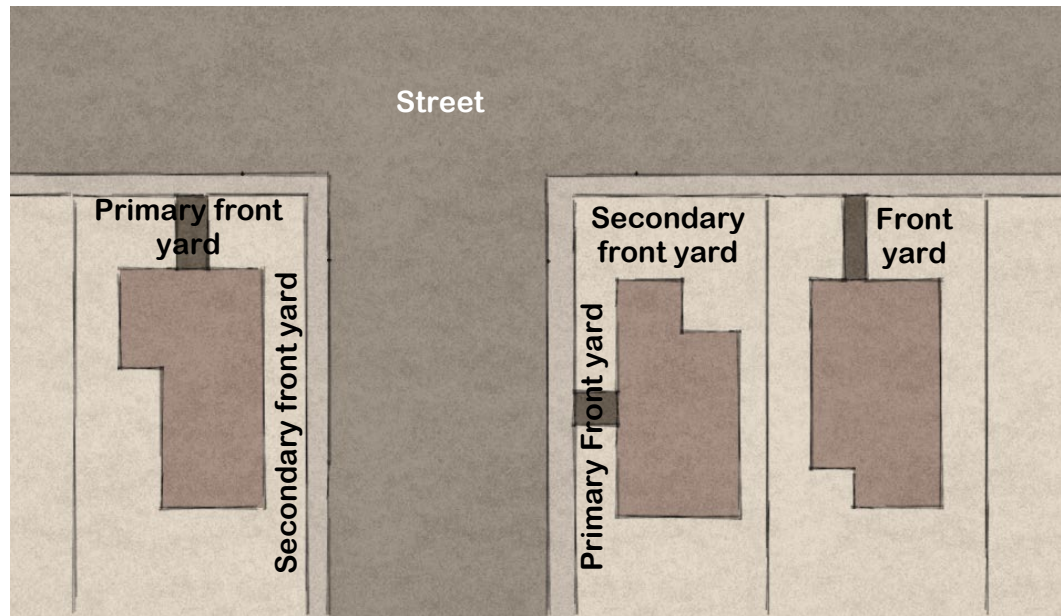 Street
Primary front
yard
Secondary front yard
Primary Front yard
Secondary
front yard
Front
yard